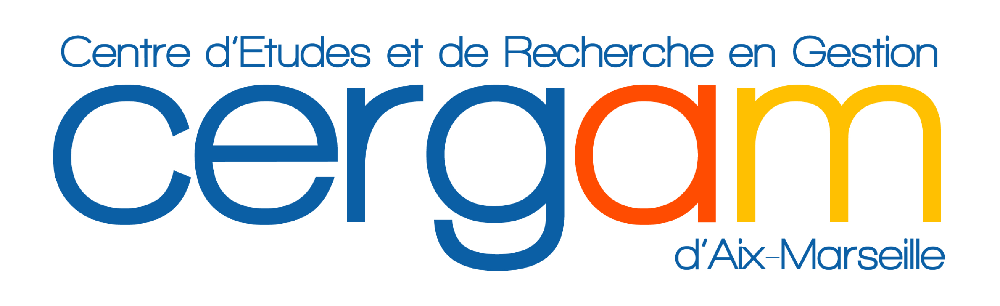 Centre d'Etudes et de Recherche en Gestion
cergam
d'Aix-Marseille